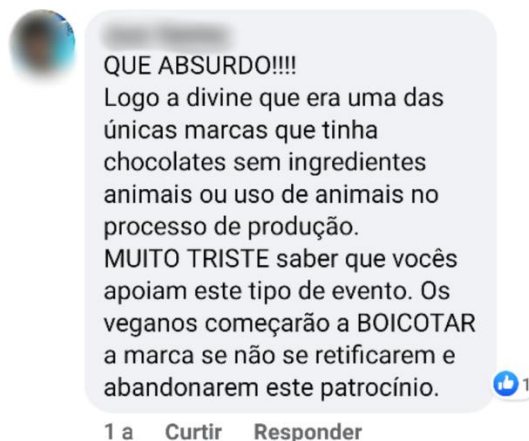 QUE ABSURDO!!!!
Logo a divine que era uma das
únicas marcas que tinha
chocolates sem ingredientes
animais ou uso de animais no
processo de produção.
MUITO TRISTE saber que vocês
apoiam este tipo de evento. Os
veganos começarão a BOICOTAR
a marca se não se retificarem e
abandonarem este patrocínio.
1
1 a Curtir Responder